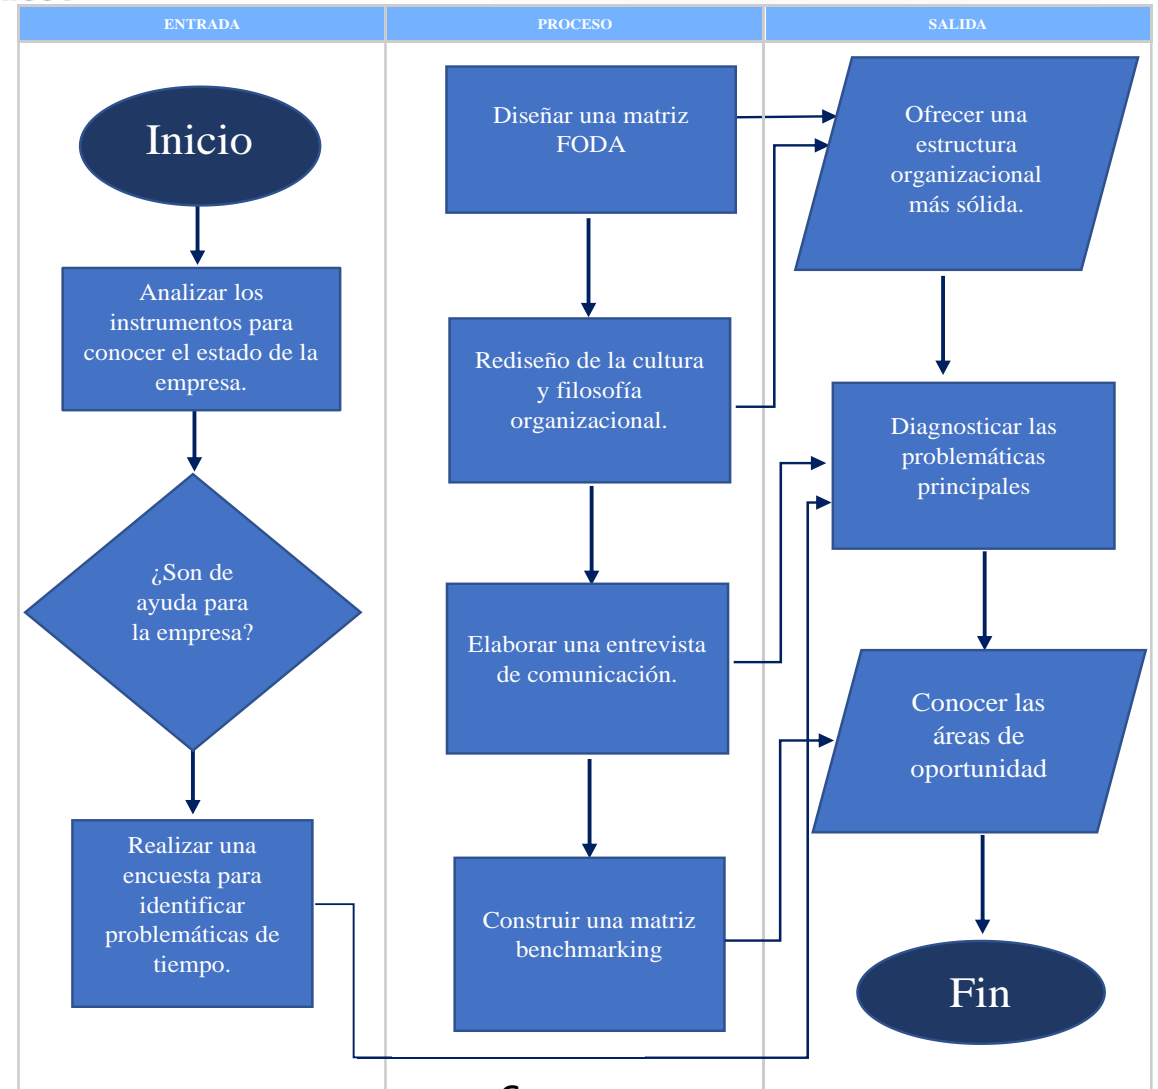 ENTRADA
PROCESO
SALIDA
Inicio
Analizar los
instrumentos para
conocer el estado de la
empresa.
¿Son de
ayuda para
la empresa?
Realizar una
encuesta para
identificar
problemáticas de
tiempo.
Diseñar una matriz
FODA
Rediseño de la cultura
y filosofía
organizacional.
Elaborar una entrevista
de comunicación.
Construir una matriz
benchmarking
Ofrecer una
estructura
organizacional
más sólida.
Diagnosticar las
problemáticas
principales
Conocer las
áreas de
oportunidad
Fin